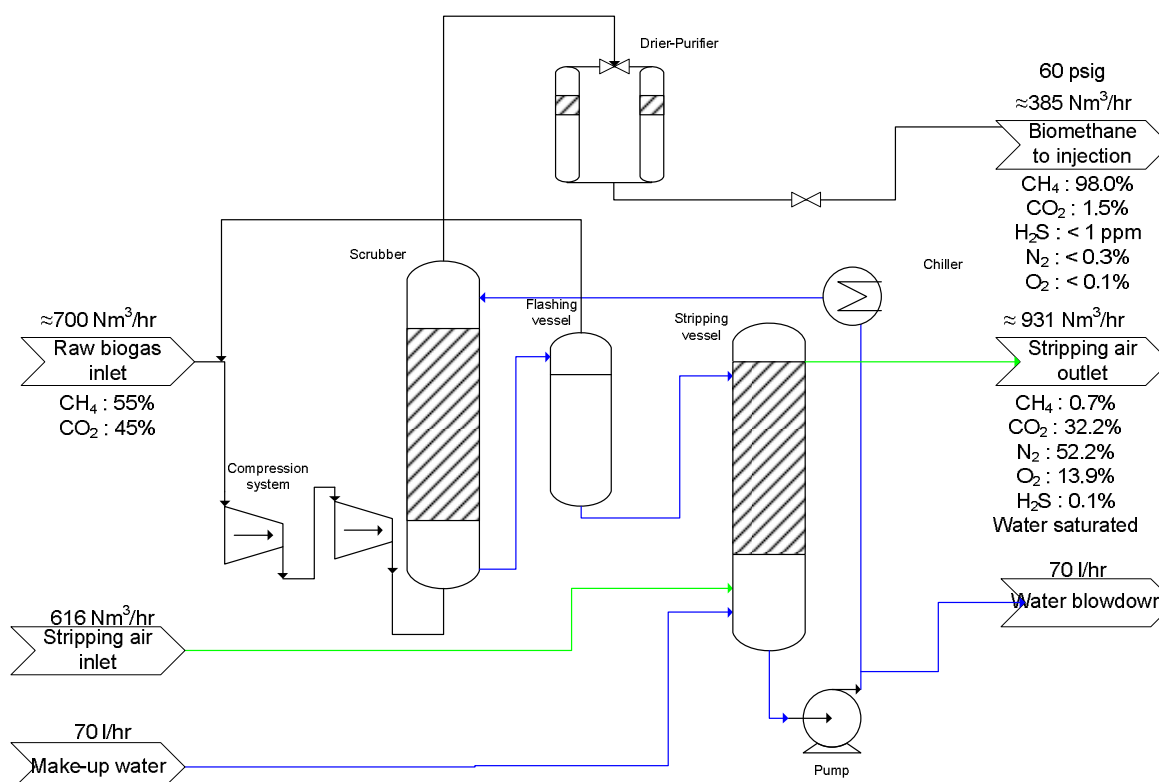 Drier-Purifier
60 psig
≈385 Nm³/hr
Biomethane
to injection
CH₄ : 98.0%
CO₂ : 1.5%
H₂S : < 1 ppm
N₂ : < 0.3%
O₂ : < 0.1%
Scrubber
Chiller
Flashing
vessel
Stripping
vessel
≈700 Nm³/hr
Raw biogas
inlet
CH₄ : 55%
CO₂ : 45%
≈ 931 Nm³/hr
Stripping air
outlet
CH₄ : 0.7%
CO₂ : 32.2%
N₂ : 52.2%
O₂ : 13.9%
H₂S : 0.1%
Water saturated
Compression
system
70 l/hr
Water blowdown
616 Nm³/hr
Stripping air
inlet
70 l/hr
Make-up water
Pump